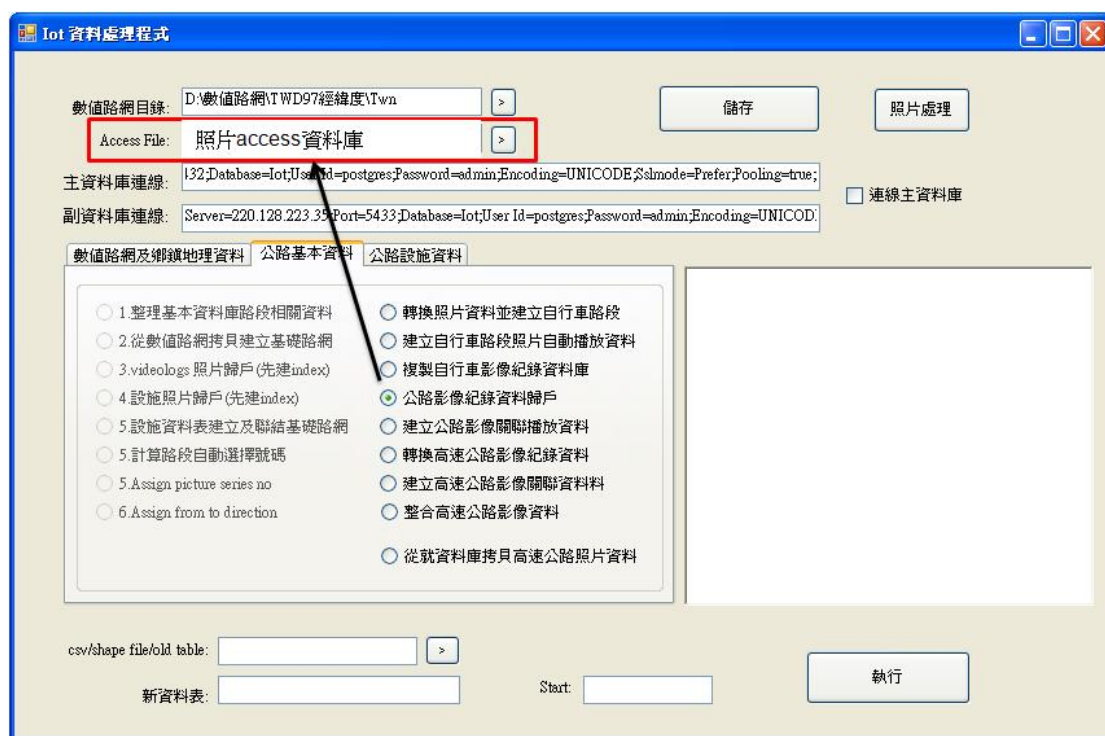 Iot 資料處理程式
數值路網目錄: D:\數值路網\TWD97經緯度\Twn >
儲存
照片處理
Access File: 照片access資料庫 >
主資料庫連線: 432;Database=Iot;User Id=postgres;Password=admin;Encoding=UNICODE;Sslmode=Prefer;Pooling=true;
連線主資料庫
副資料庫連線: Server=220.128.223.35;Port=5433;Database=Iot;User Id=postgres;Password=admin;Encoding=UNICOD
數值路網及鄉鎮地理資料 公路基本資料 公路設施資料
1.整理基本資料庫路段相關資料
2.從數值路網拷貝建立基礎路網
3.videologs 照片歸戶(先建index)
4.設施照片歸戶(先建index)
5.設施資料表建立及聯結基礎路網
5.計算路段自動選擇號碼
5.Assign picture series no
6.Assign from to direction
轉換照片資料並建立自行車路段
建立自行車路段照片自動播放資料
複製自行車影像紀錄資料庫
公路影像紀錄資料歸戶
建立公路影像關聯播放資料
轉換高速公路影像紀錄資料
建立高速公路影像關聯資料料
整合高速公路影像資料
從就資料庫拷貝高速公路照片資料
csv/shape file/old table: >
新資料表:
Start:
執行